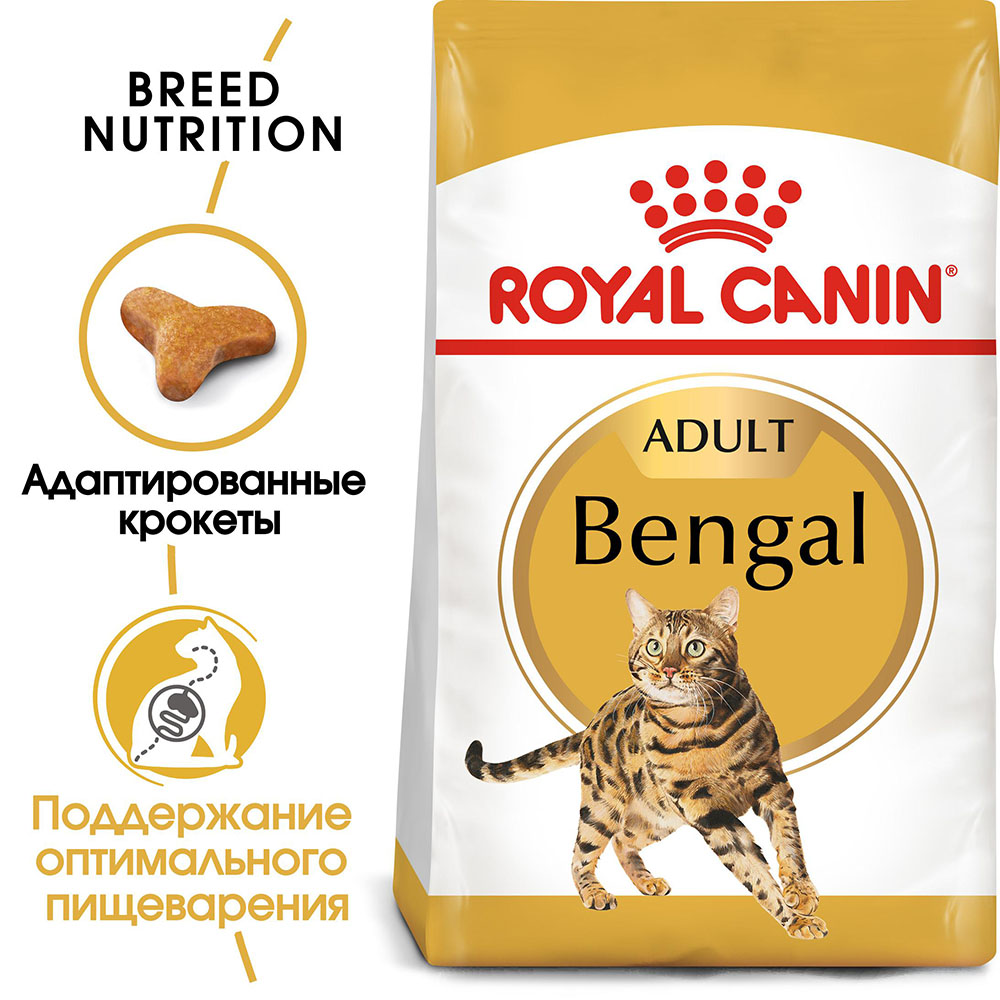 BREED
NUTRITION
Адаптированные
крокеты
Поддержание
оптимального
пищеварения
ROYAL CANIN®
ADULT
Bengal